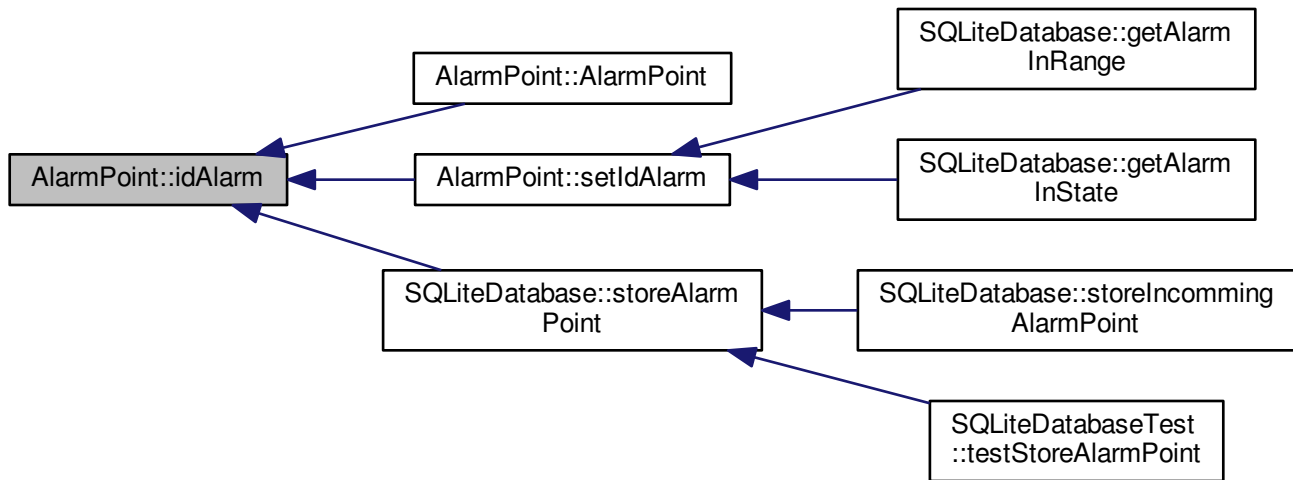 AlarmPoint::idAlarm
AlarmPoint::AlarmPoint
AlarmPoint::setIdAlarm
SQLiteDatabase::storeAlarm
Point
SQLiteDatabase::getAlarm
InRange
SQLiteDatabase::getAlarm
InState
SQLiteDatabase::storeIncomming
AlarmPoint
SQLiteDatabaseTest
::testStoreAlarmPoint